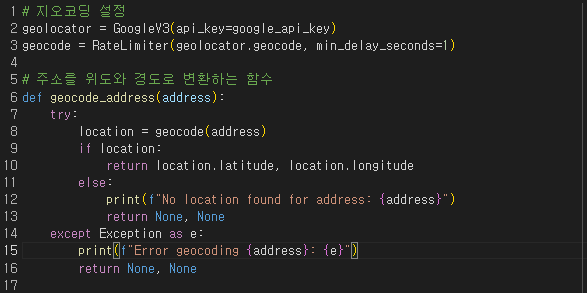 1 # 지오코딩 설정
2 geolocator = GoogleV3(api_key=google_api_key)
3 geocode = RateLimiter(geolocator.geocode, min_delay_seconds=1)
4
5 # 주소를 위도와 경도로 변환하는 함수
6 def geocode_address(address):
7     try:
8         location = geocode(address)
9         if location:
10             return location.latitude, location.longitude
11         else:
12             print(f"No location found for address: {address}")
13             return None, None
14     except Exception as e:
15         print(f"Error geocoding {address}: {e}")
16         return None, None
17